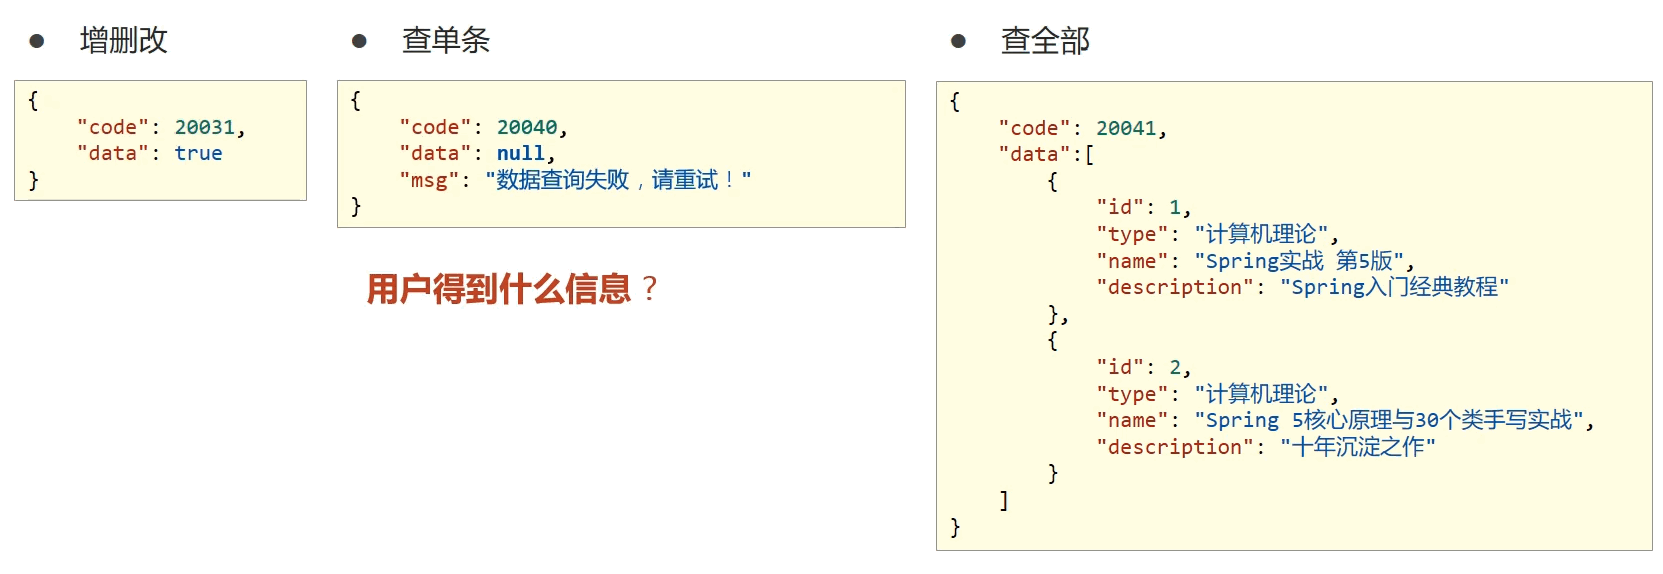 ● 增删改
{
    "code": 20031,
    "data": true
}
● 查单条
{
    "code": 20040,
    "data": null,
    "msg": "数据查询失败，请重试！"
}
用户得到什么信息？
● 查全部
{
    "code": 20041,
    "data":[
        {
            "id": 1,
            "type": "计算机理论",
            "name": "Spring实战 第5版",
            "description": "Spring入门经典教程"
        },
        {
            "id": 2,
            "type": "计算机理论",
            "name": "Spring 5核心原理与30个类手写实战",
            "description": "十年沉淀之作"
        }
    ]
}